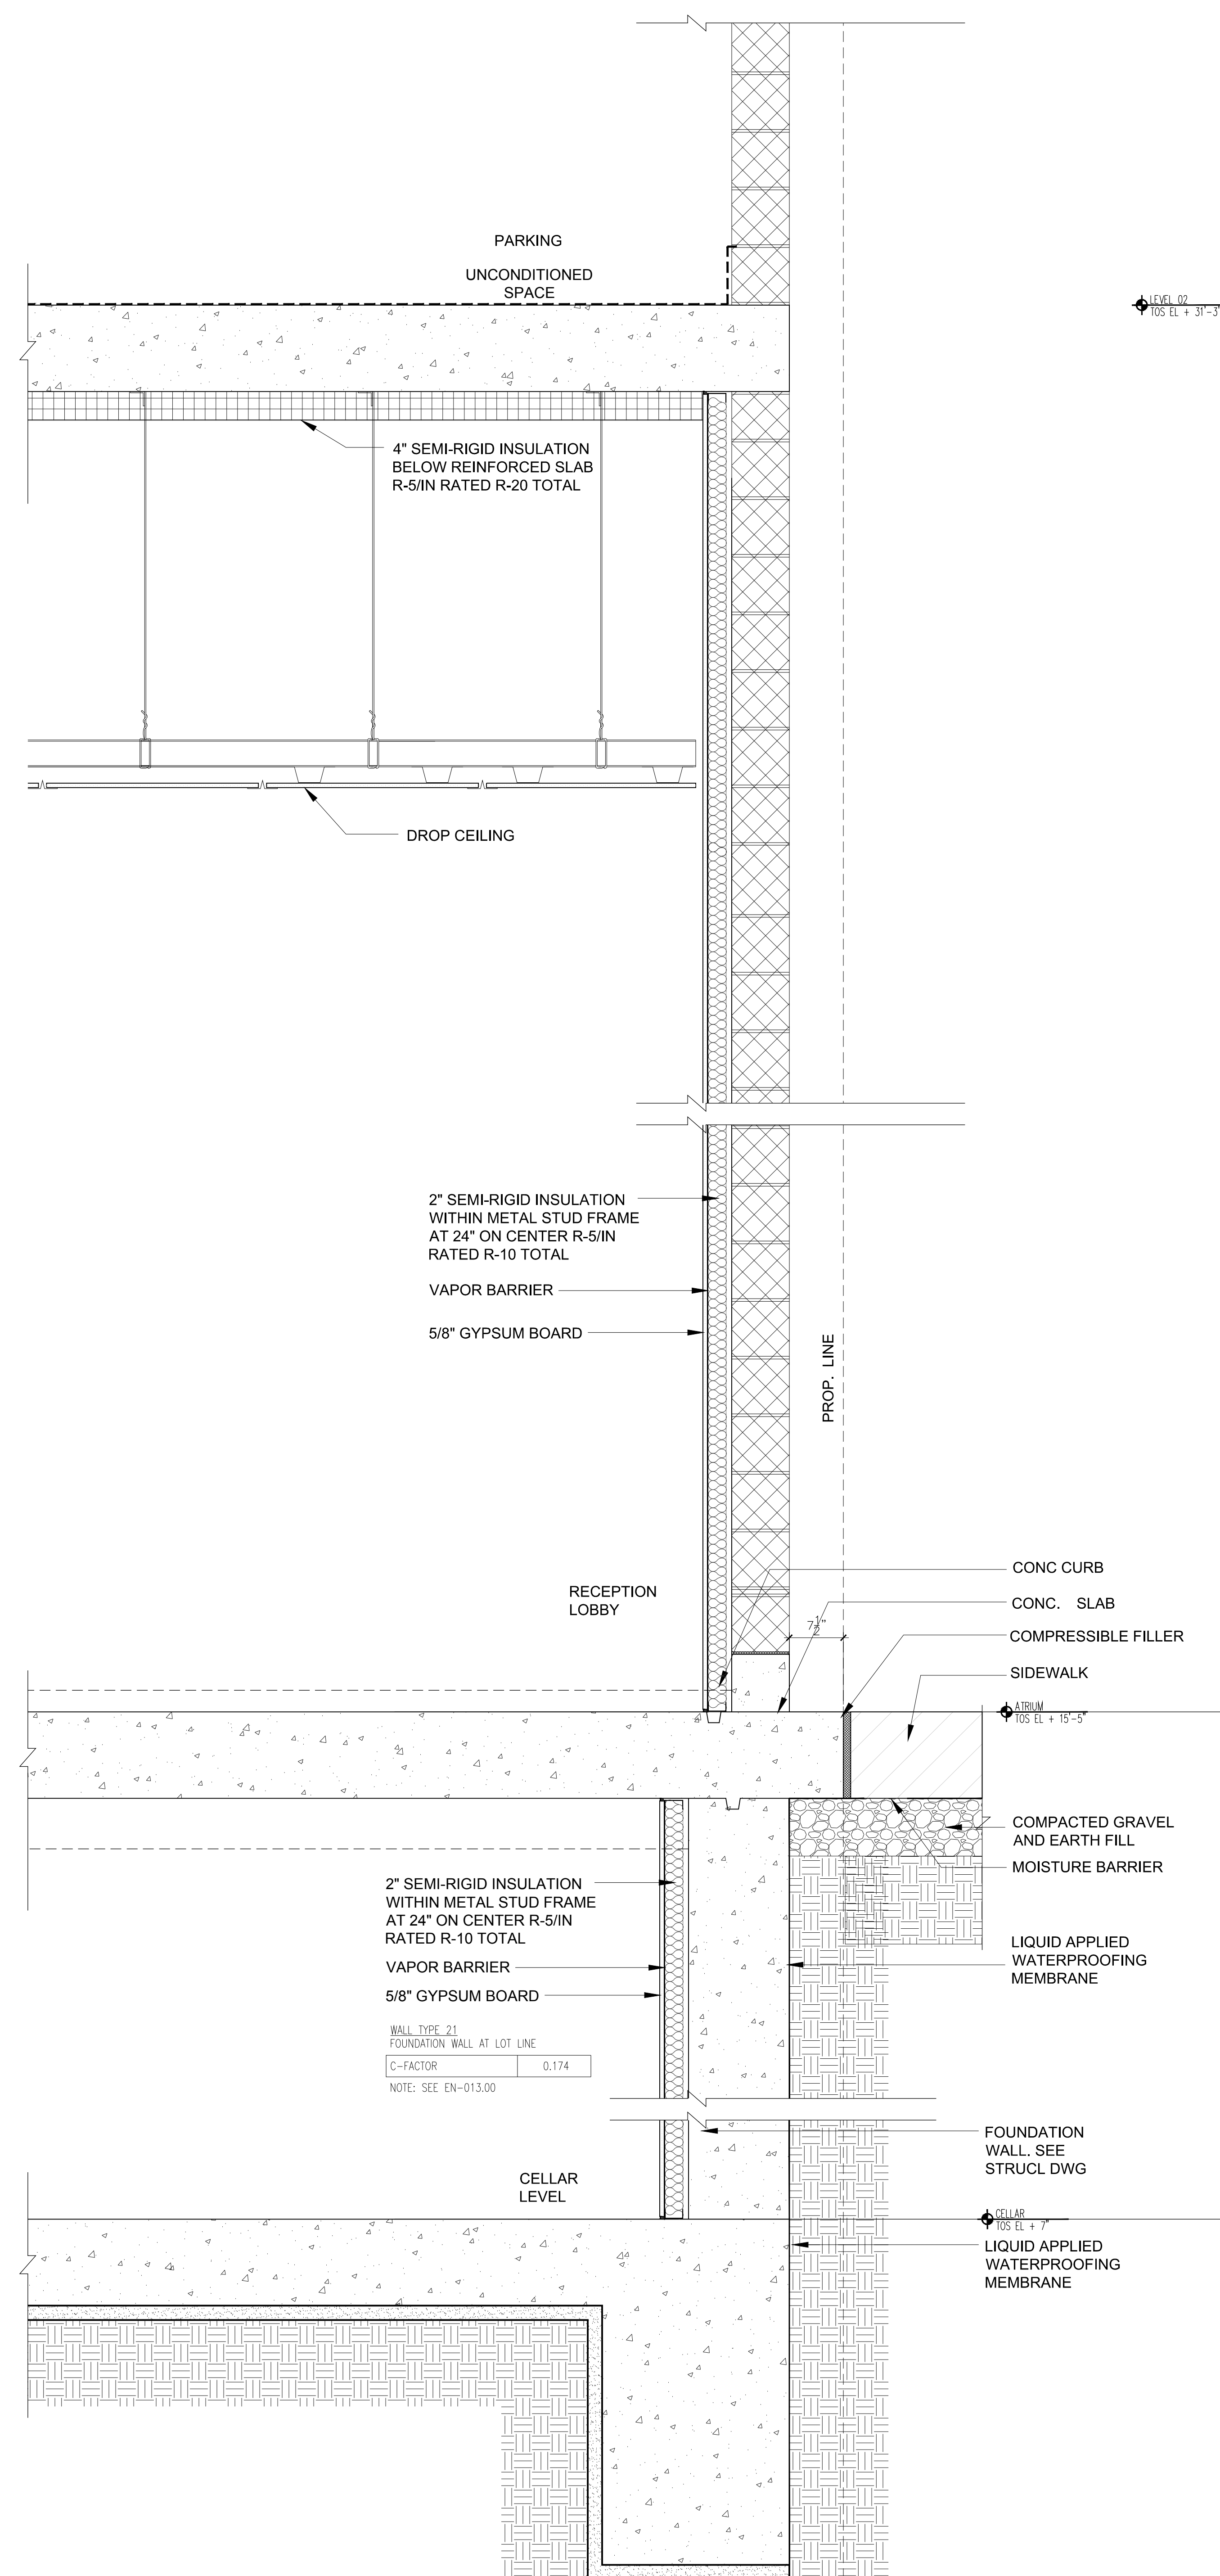 PARKING
UNCONDITIONED
SPACE
LEVEL 02
TOS EL + 31'-3"
4" SEMI-RIGID INSULATION
BELOW REINFORCED SLAB
R-5/IN RATED R-20 TOTAL
DROP CEILING
2" SEMI-RIGID INSULATION
WITHIN METAL STUD FRAME
AT 24" ON CENTER R-5/IN
RATED R-10 TOTAL
VAPOR BARRIER
5/8" GYPSUM BOARD
PROP. LINE
RECEPTION
LOBBY
7 1/2"
CONC CURB
CONC. SLAB
COMPRESSIBLE FILLER
SIDEWALK
ATRIUM
TOS EL + 15'-5"
COMPACTED GRAVEL
AND EARTH FILL
MOISTURE BARRIER
2" SEMI-RIGID INSULATION
WITHIN METAL STUD FRAME
AT 24" ON CENTER R-5/IN
RATED R-10 TOTAL
VAPOR BARRIER
5/8" GYPSUM BOARD
LIQUID APPLIED
WATERPROOFING
MEMBRANE
WALL TYPE 21
FOUNDATION WALL AT LOT LINE
C-FACTOR 0.174
NOTE: SEE EN-013.00
FOUNDATION
WALL. SEE
STRUCL DWG
CELLAR
LEVEL
CELLAR
TOS EL + 7"
LIQUID APPLIED
WATERPROOFING
MEMBRANE